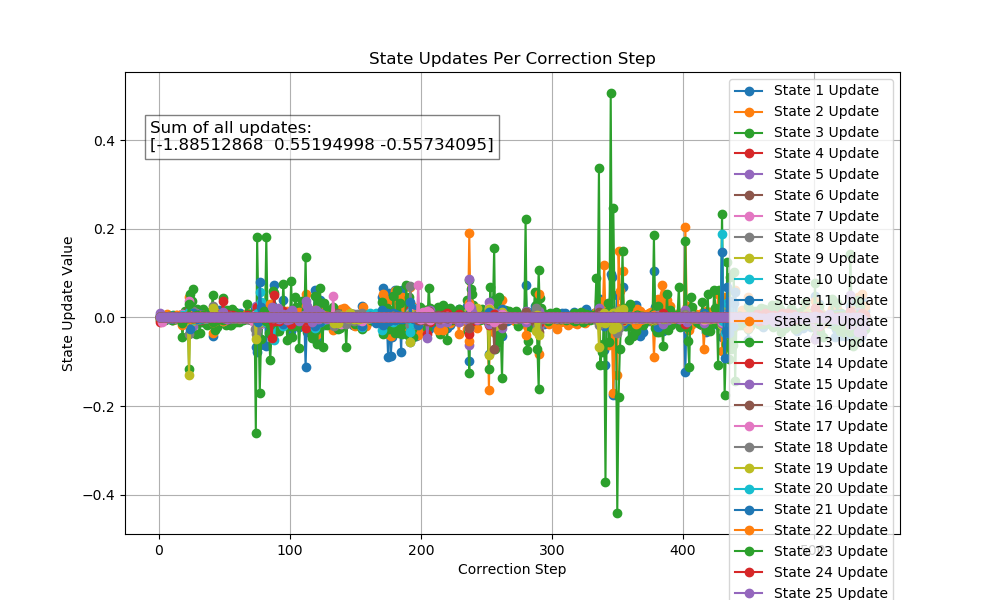 State Updates Per Correction Step
Sum of all updates:
[-1.88512868  0.55194998 -0.55734095]
State Update Value
0.4
0.2
0.0
−0.2
−0.4
0
100
200
300
400
500
Correction Step
State 1 Update
State 2 Update
State 3 Update
State 4 Update
State 5 Update
State 6 Update
State 7 Update
State 8 Update
State 9 Update
State 10 Update
State 11 Update
State 12 Update
State 13 Update
State 14 Update
State 15 Update
State 16 Update
State 17 Update
State 18 Update
State 19 Update
State 20 Update
State 21 Update
State 22 Update
State 23 Update
State 24 Update
State 25 Update